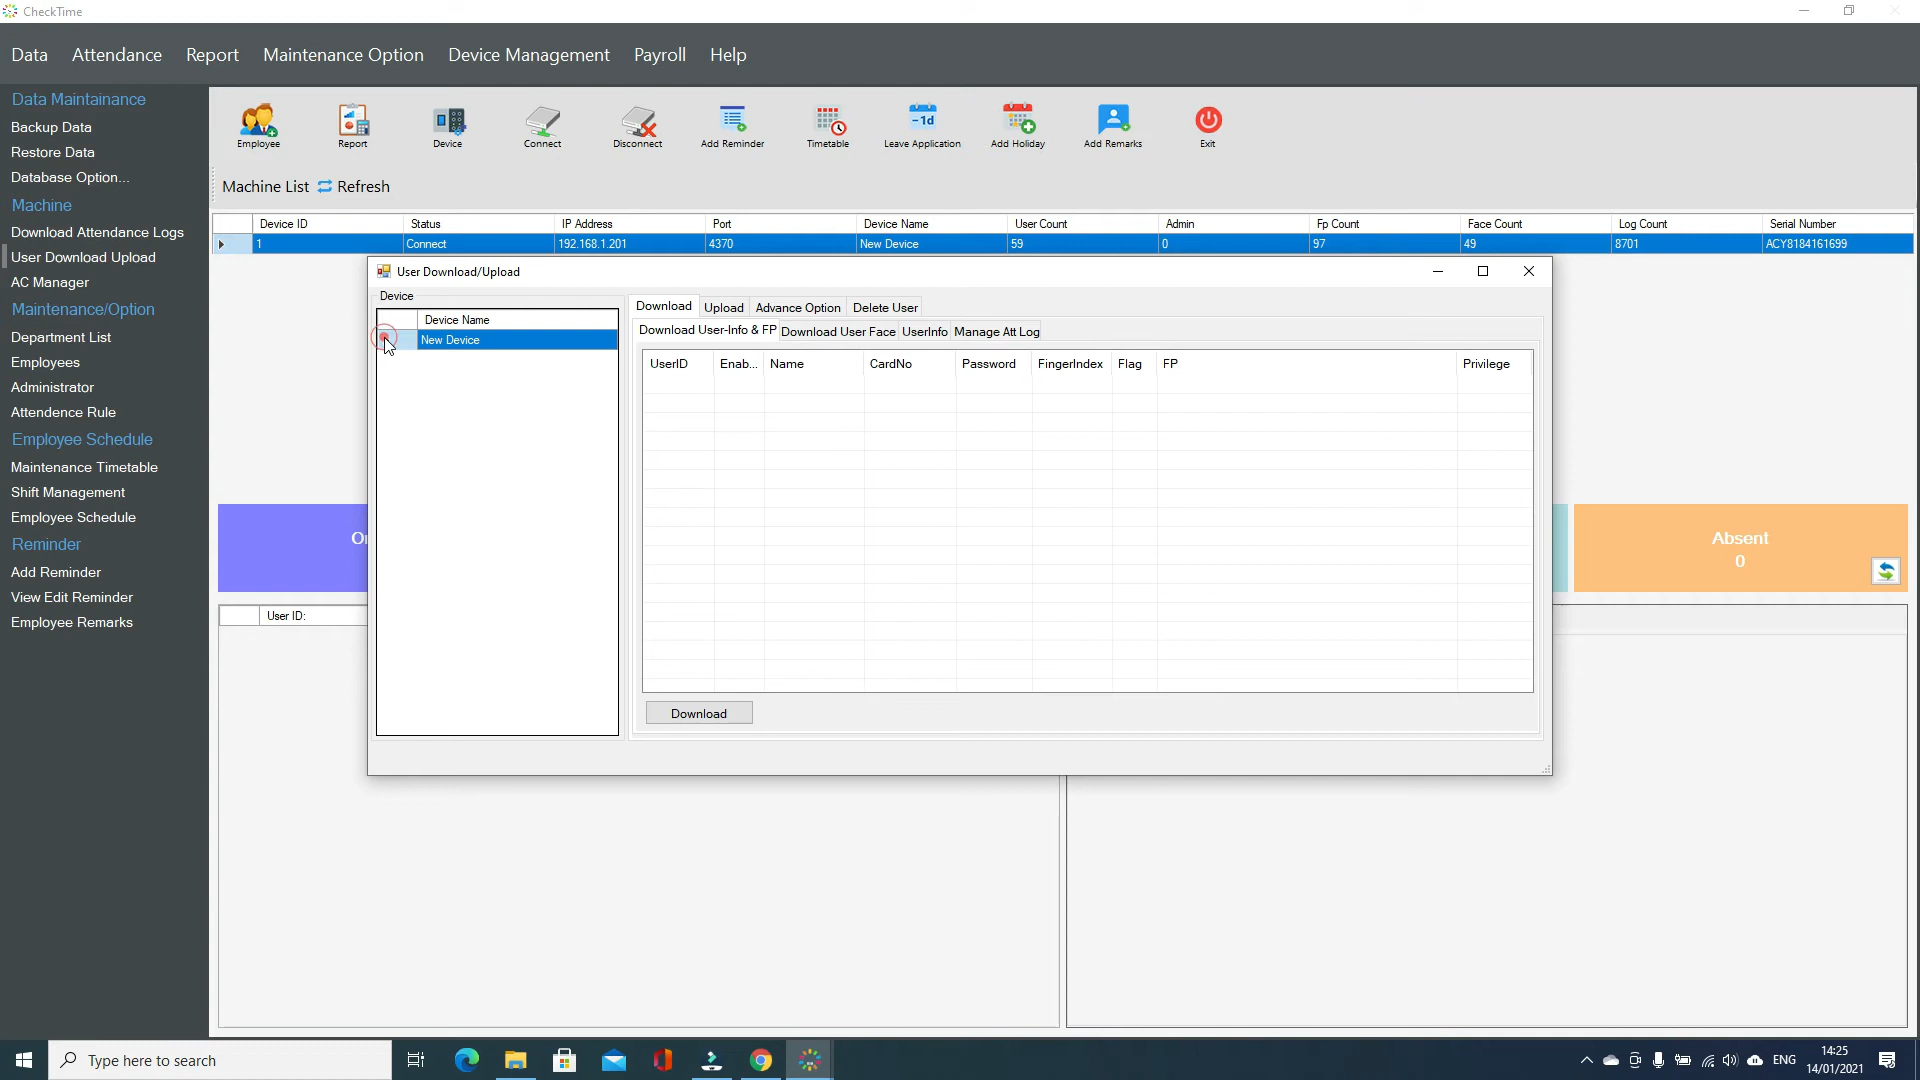 CheckTime
Data Attendance Report Maintenance Option Device Management Payroll Help
Data Maintainance
Backup Data
Restore Data
Database Option...
Machine
Download Attendance Logs
User Download Upload
AC Manager
Maintenance/Option
Department List
Employees
Administrator
Attendence Rule
Employee Schedule
Maintenance Timetable
Shift Management
Employee Schedule
Reminder
Add Reminder
View Edit Reminder
Employee Remarks
Employee Report Device Connect Disconnect Add Reminder Timetable Leave Application Add Holiday Add Remarks Exit
-1d
Machine List Refresh
Device ID Status IP Address Port Device Name User Count Admin Fp Count Face Count Log Count Serial Number
1 Connect 192.168.1.201 4370 New Device 59 0 97 49 8701 ACY8184161699
User Download/Upload
Device
Device Name
New Device
Download Upload Advance Option Delete User
Download User-Info & FP Download User Face UserInfo Manage Att Log
UserID Enab... Name CardNo Password FingerIndex Flag FP Privilege
Download
Absent
0
User ID:
Type here to search
ENG
14:25
14/01/2021